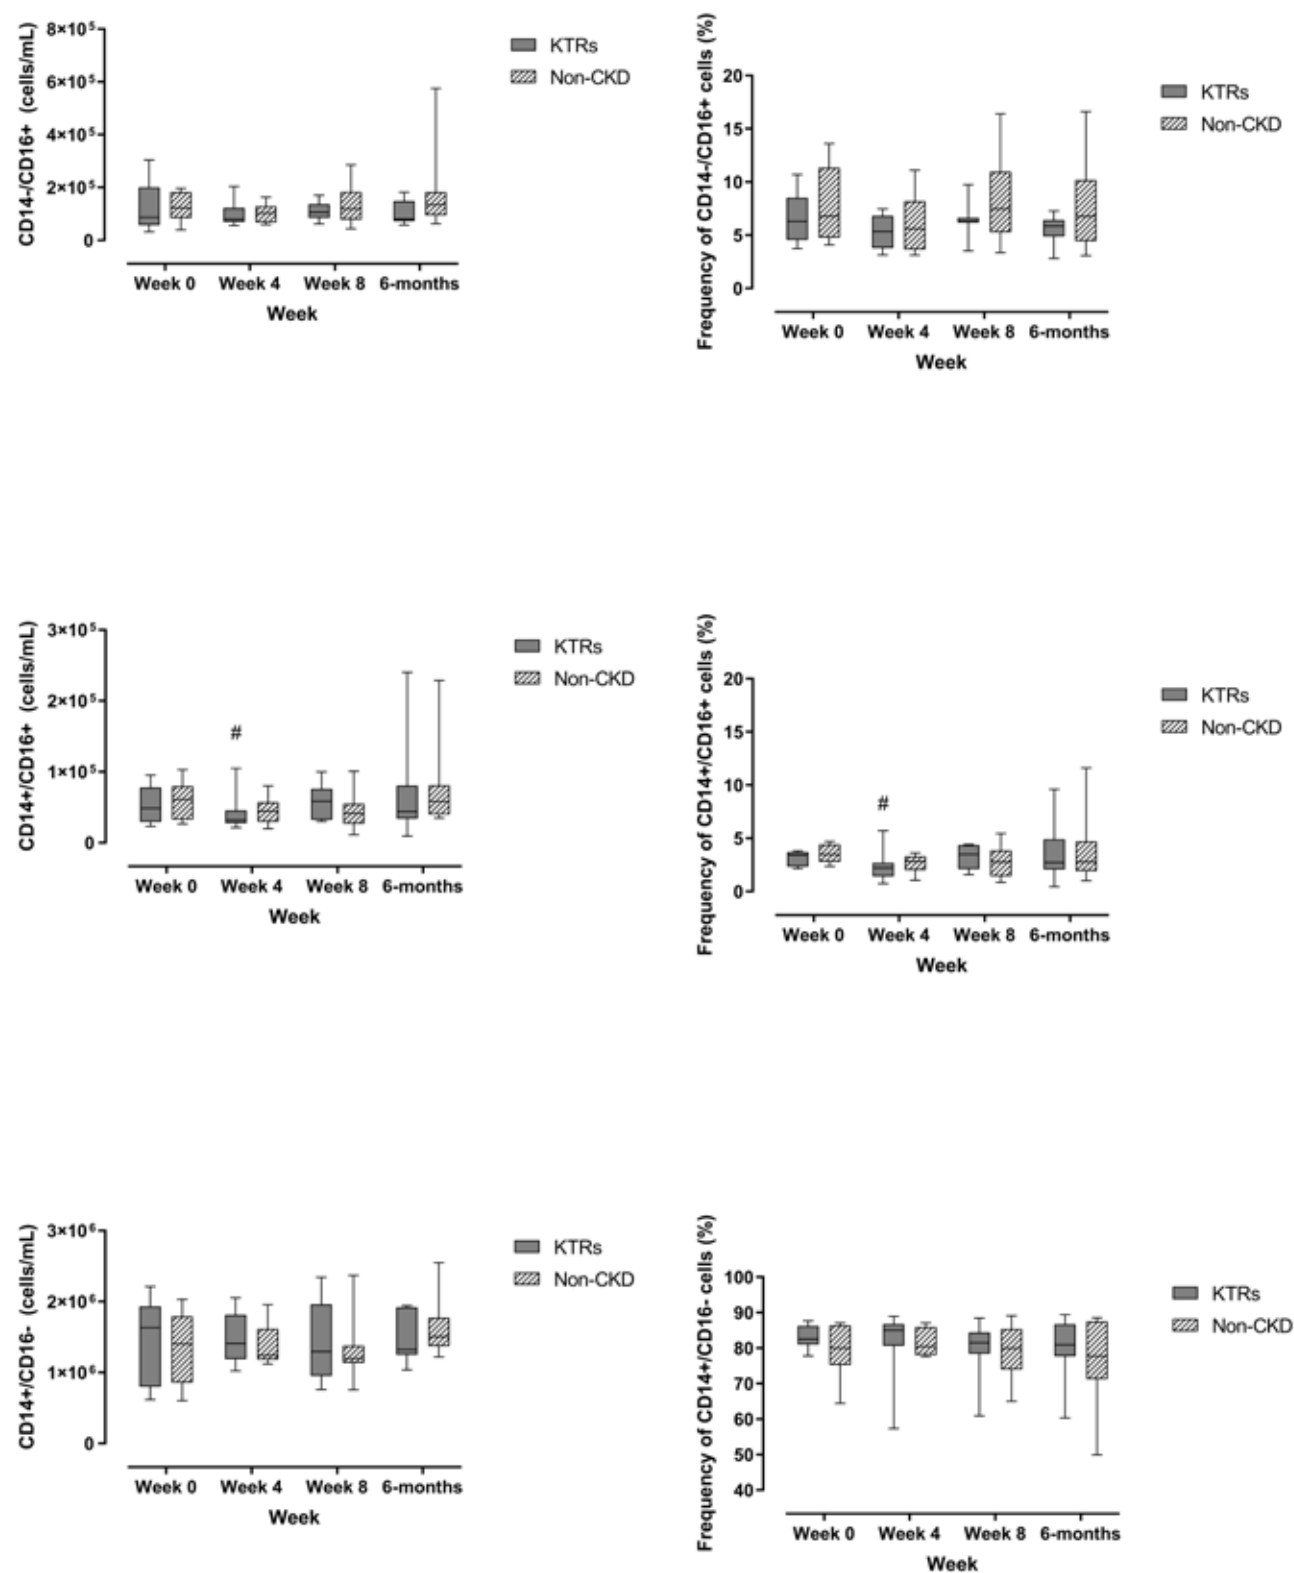 CD14-/CD16+ (cells/mL)
8×10⁵
6×10⁵
4×10⁵
2×10⁵
0
Week 0 Week 4 Week 8 6-months
Week
KTRs
Non-CKD
Frequency of CD14-/CD16+ cells (%)
20
15
10
5
0
Week 0 Week 4 Week 8 6-months
Week
KTRs
Non-CKD
CD14+/CD16+ (cells/mL)
3×10⁵
2×10⁵
1×10⁵
0
#
Week 0 Week 4 Week 8 6-months
Week
KTRs
Non-CKD
Frequency of CD14+/CD16+ cells (%)
20
15
10
5
0
#
Week 0 Week 4 Week 8 6-months
Week
KTRs
Non-CKD
CD14+/CD16- (cells/mL)
3×10⁶
2×10⁶
1×10⁶
0
Week 0 Week 4 Week 8 6-months
Week
KTRs
Non-CKD
Frequency of CD14+/CD16- cells (%)
100
90
80
70
60
50
40
Week 0 Week 4 Week 8 6-months
Week
KTRs
Non-CKD